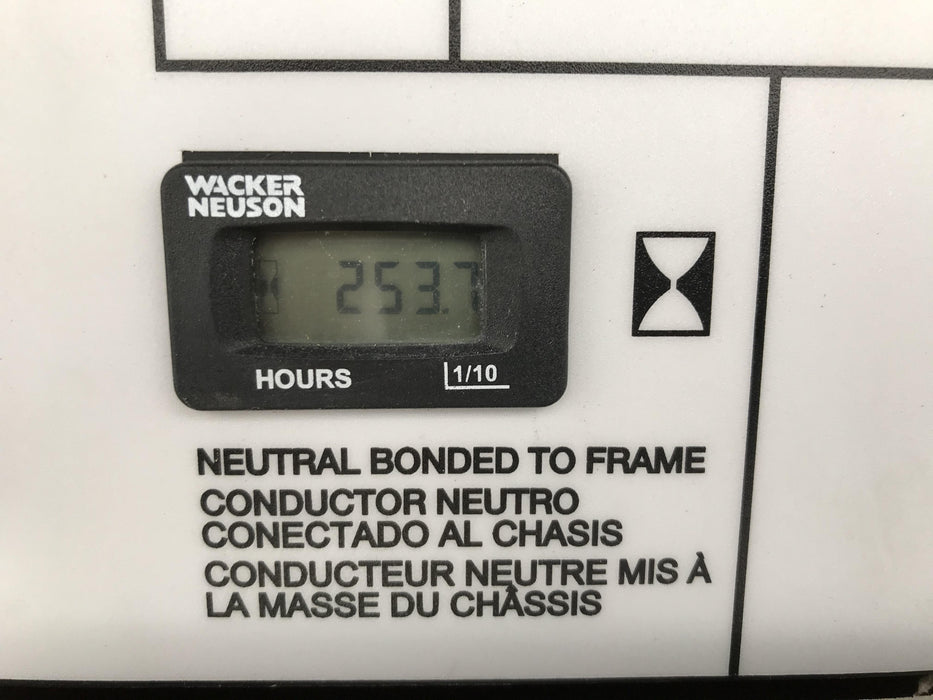 WACKER
NEUSON
253.7
HOURS
1/10
NEUTRAL BONDED TO FRAME
CONDUCTOR NEUTRO
CONECTADO AL CHASIS
CONDUCTEUR NEUTRE MIS À
LA MASSE DU CHÂSSIS